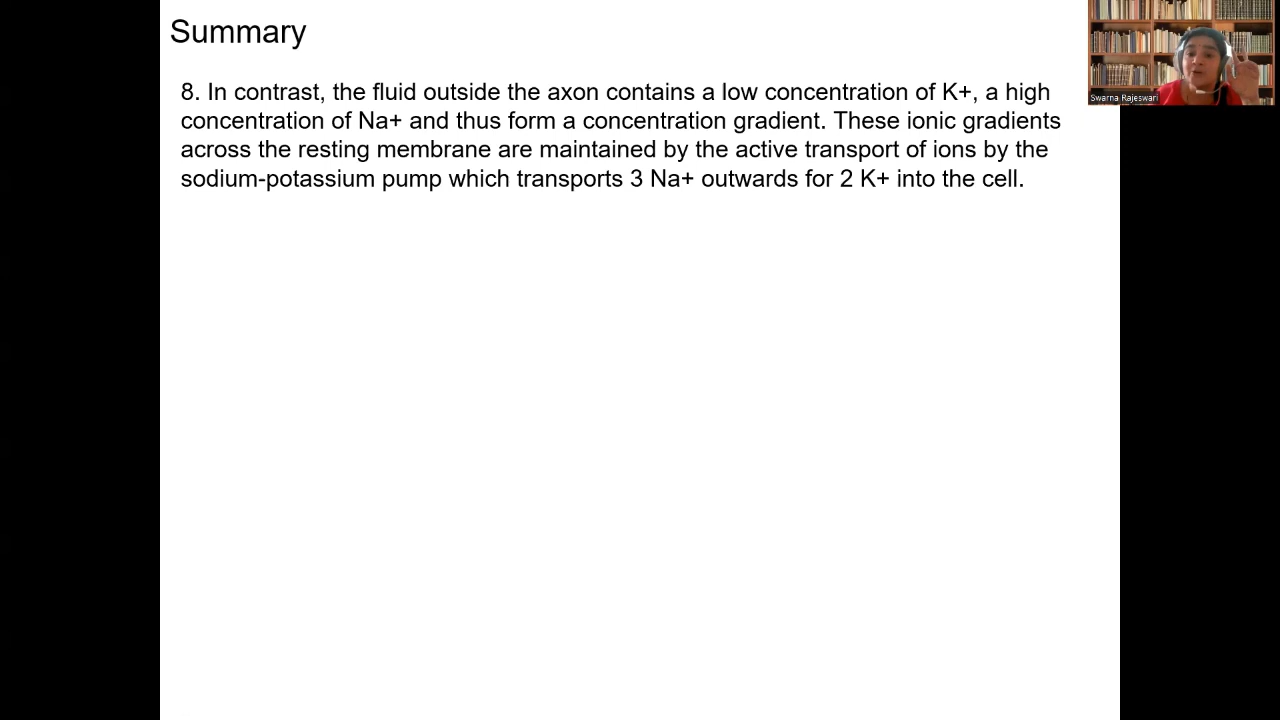 Summary
8. In contrast, the fluid outside the axon contains a low concentration of K+, a high
concentration of Na+ and thus form a concentration gradient. These ionic gradients
across the resting membrane are maintained by the active transport of ions by the
sodium-potassium pump which transports 3 Na+ outwards for 2 K+ into the cell.
Swarna Rajeswari